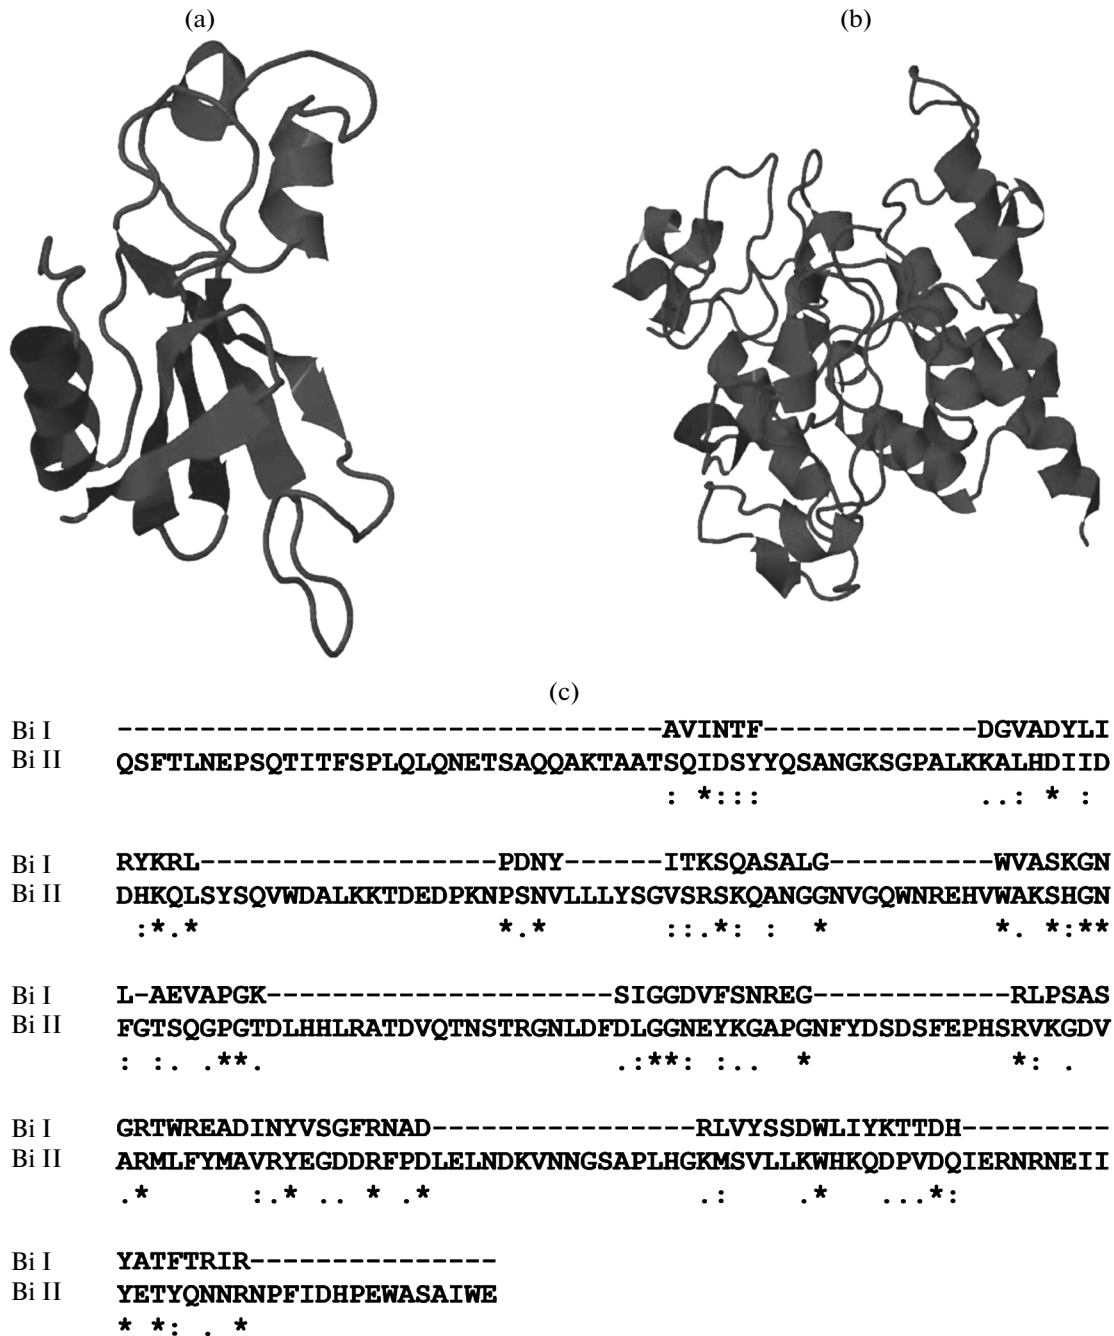 (a)
(b)
(c)
Bi I ---------------------------------AVINTF-------------DGVADYLI
Bi II QSFTLNEPSQTITFSPLQLQNETSAQQAKTAATSQIDSYYQSANGKSGPALKKALHDIID
: *::: ..: * :
Bi I RYKRL------------------PDNY------ITKSQASALG----------WVASKGN
Bi II DHKQLSYSQVWDALKKTDEDPKNPSNVLLLYSGVSRSKQANGGNVGQWNREHVWAKSHGN
:*.* *.* ::.*: : * *. *:**
Bi I L-AEVAPGK---------------------SIGGDVFSNREG------------RLPSAS
Bi II FGTSQGPGTDLHHLRATDVQTNSTRGNLDFDLGGNEYKGAPGNFYDSDSFEPHSRVKGDV
: :. .**. .:**: :.. * *: .
Bi I GRTWREADINYVSGFRNAD----------------RLVYSSDWLIYKTTDH---------
Bi II ARMLFYMAVRYEGDDRFPDLELNDKVNNGSAPLHGKMSVLLKWHKQDPVDQIERNRNEII
.* :.* .. * .* .: .* ...*:
Bi I YATFTRIR---------------
Bi II YETYQNNRNPFIDHPEWASAIWE
* *: . *